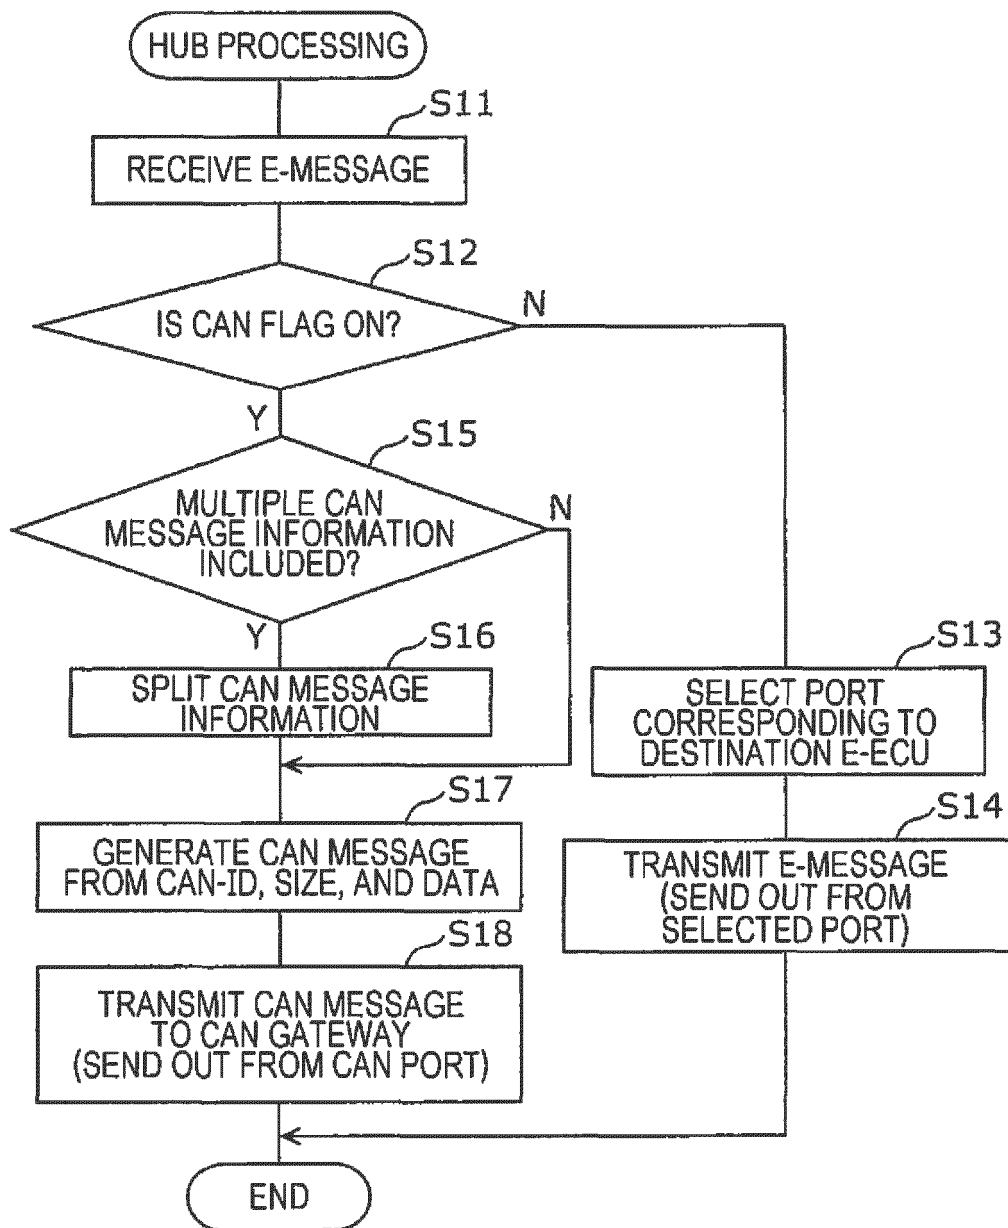 HUB PROCESSING
S11
RECEIVE E-MESSAGE
S12
IS CAN FLAG ON?
N
Y
S15
MULTIPLE CAN
MESSAGE INFORMATION
INCLUDED?
N
Y
S16
SPLIT CAN MESSAGE
INFORMATION
S13
SELECT PORT
CORRESPONDING TO
DESTINATION E-ECU
S17
GENERATE CAN MESSAGE
FROM CAN-ID, SIZE, AND DATA
S14
TRANSMIT E-MESSAGE
(SEND OUT FROM
SELECTED PORT)
S18
TRANSMIT CAN MESSAGE
TO CAN GATEWAY
(SEND OUT FROM CAN PORT)
END